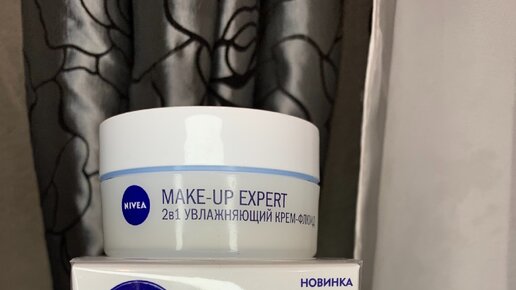 NIVEA
MAKE-UP EXPERT
2в1 УВЛАЖНЯЮЩИЙ КРЕМ-ФЛЮИД
НОВИНКА